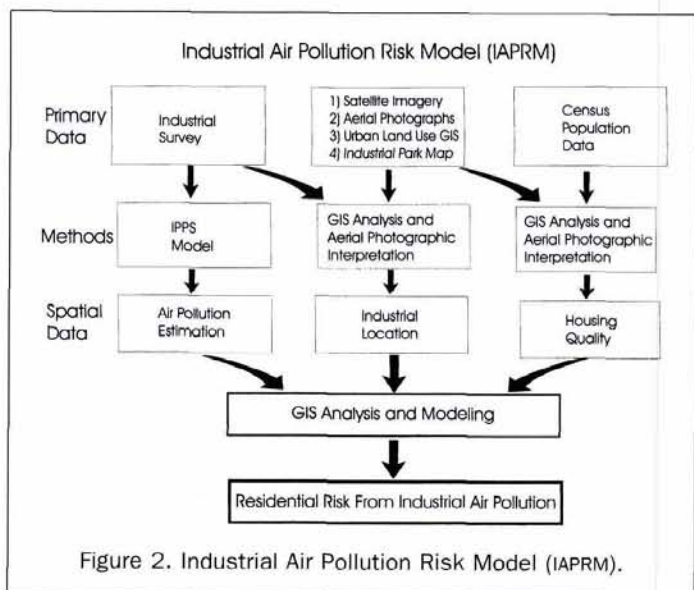 Industrial Air Pollution Risk Model (IAPRM)
Primary
Data
Industrial
Survey
1) Satellite Imagery
2) Aerial Photographs
3) Urban Land Use GIS
4) Industrial Park Map
Census
Population
Data
Methods
IPPS
Model
GIS Analysis and
Aerial Photographic
Interpretation
GIS Analysis and
Aerial Photographic
Interpretation
Spatial
Data
Air Pollution
Estimation
Industrial
Location
Housing
Quality
GIS Analysis and Modeling
Residential Risk From Industrial Air Pollution
Figure 2. Industrial Air Pollution Risk Model (IAPRM).